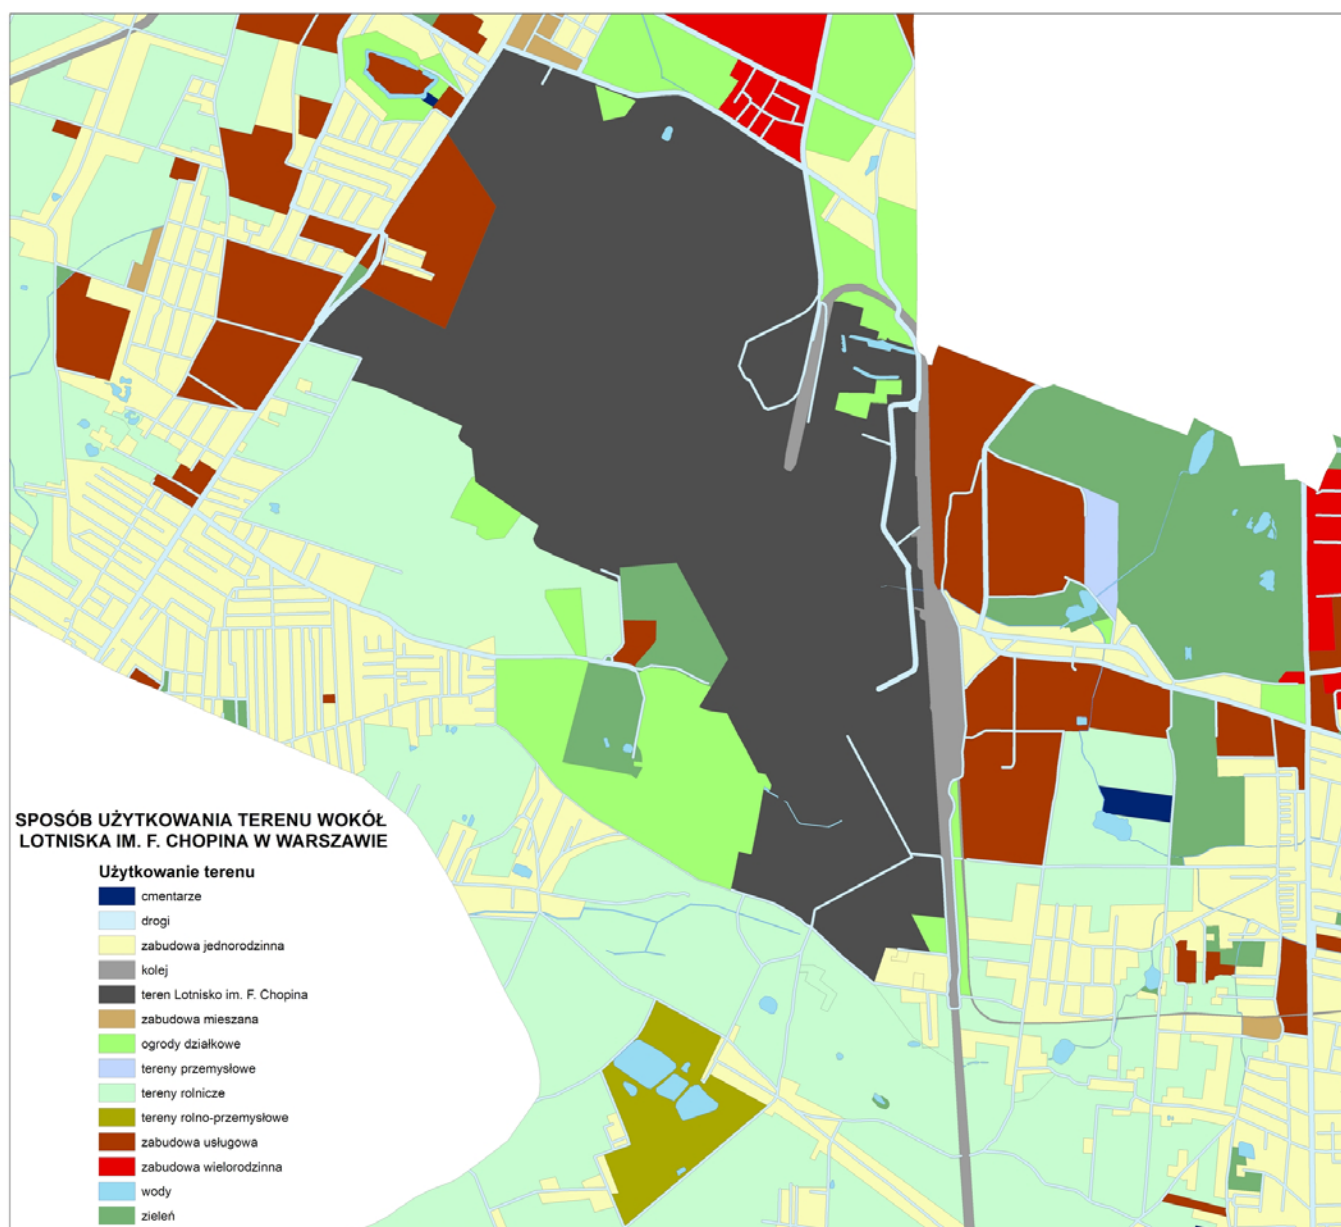 SPOSÓB UŻYTKOWANIA TERENU WOKÓŁ
LOTNISKA IM. F. CHOPINA W WARSZAWIE
Użytkowanie terenu
cmentarze
drogi
zabudowa jednorodzinna
kolej
teren Lotnisko im. F. Chopina
zabudowa mieszana
ogrody działkowe
tereny przemysłowe
tereny rolnicze
tereny rolno-przemysłowe
zabudowa usługowa
zabudowa wielorodzinna
wody
zieleń